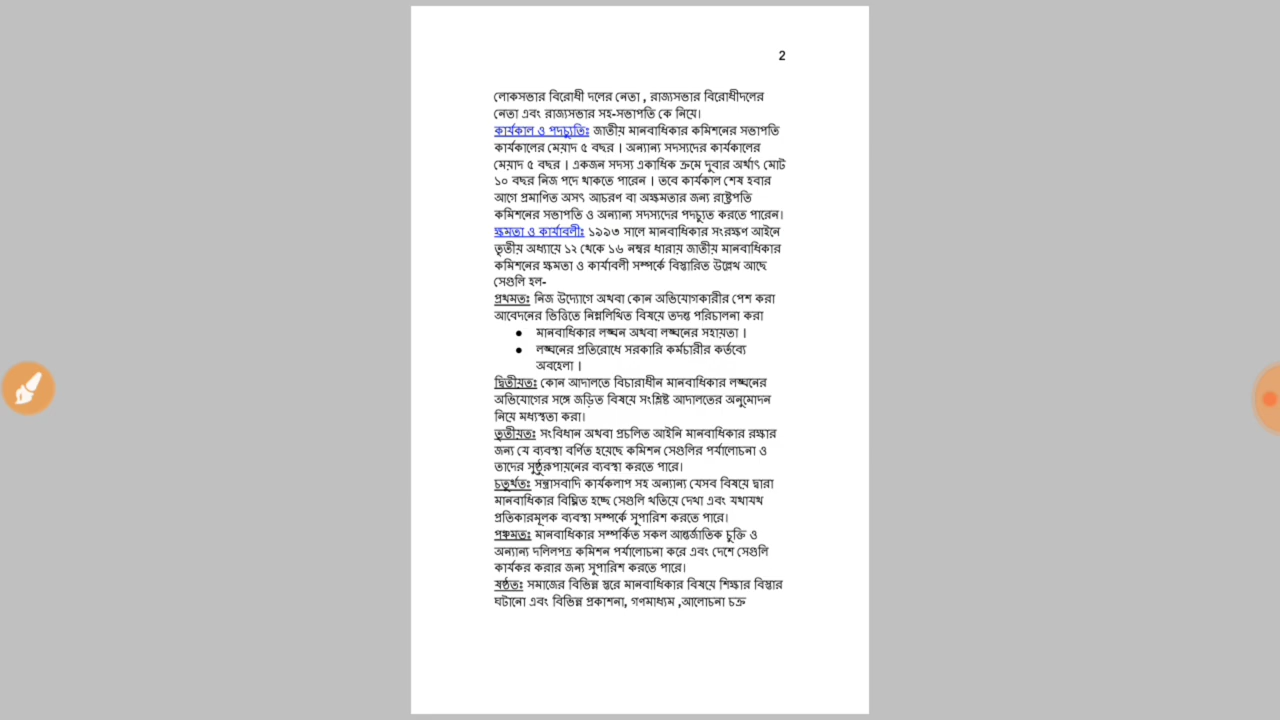 2
লোকসভার বিরোধী দলের নেতা , রাজ্যসভার বিরোধীদলের
নেতা এবং রাজ্যসভার সহ-সভাপতি কে নিয়ে।
কার্যকাল ও পদচ্যুতিঃ জাতীয় মানবাধিকার কমিশনের সভাপতি
কার্যকালের মেয়াদ ৫ বছর । অন্যান্য সদস্যদের কার্যকালের
মেয়াদ ৫ বছর । একজন সদস্য একাধিক ক্রমে দুবার অর্থাৎ মোট
১০ বছর নিজ পদে থাকতে পারেন । তবে কার্যকাল শেষ হবার
আগে প্রমাণিত অসৎ আচরণ বা অক্ষমতার জন্য রাষ্ট্রপতি
কমিশনের সভাপতি ও অন্যান্য সদস্যদের পদচ্যুত করতে পারেন।
ক্ষমতা ও কার্যাবলীঃ ১৯৯৩ সালে মানবাধিকার সংরক্ষণ আইনে
তৃতীয় অধ্যায়ে ১২ থেকে ১৬ নম্বর ধারায় জাতীয় মানবাধিকার
কমিশনের ক্ষমতা ও কার্যাবলী সম্পর্কে বিস্তারিত উল্লেখ আছে
সেগুলি হল-
প্রথমতঃ নিজ উদ্যোগে অথবা কোন অভিযোগকারীর পেশ করা
আবেদনের ভিত্তিতে নিম্নলিখিত বিষয়ে তদন্ত পরিচালনা করা
● মানবাধিকার লঙ্ঘন অথবা লঙ্ঘনের সহায়তা ।
● লঙ্ঘনের প্রতিরোধে সরকারি কর্মচারীর কর্তব্যে
অবহেলা ।
দ্বিতীয়তঃ কোন আদালতে বিচারাধীন মানবাধিকার লঙ্ঘনের
অভিযোগের সঙ্গে জড়িত বিষয়ে সংশ্লিষ্ট আদালতের অনুমোদন
নিয়ে মধ্যস্থতা করা।
তৃতীয়তঃ সংবিধান অথবা প্রচলিত আইনি মানবাধিকার রক্ষার
জন্য যে ব্যবস্থা বর্ণিত হয়েছে কমিশন সেগুলির পর্যালোচনা ও
তাদের সুষ্ঠুরূপায়নের ব্যবস্থা করতে পারে।
চতুর্থতঃ সন্ত্রাসবাদি কার্যকলাপ সহ অন্যান্য যেসব বিষয়ে দ্বারা
মানবাধিকার বিঘ্নিত হচ্ছে সেগুলি খতিয়ে দেখা এবং যথাযথ
প্রতিকারমূলক ব্যবস্থা সম্পর্কে সুপারিশ করতে পারে।
পঞ্চমতঃ মানবাধিকার সম্পর্কিত সকল আন্তর্জাতিক চুক্তি ও
অন্যান্য দলিলপত্র কমিশন পর্যালোচনা করে এবং দেশে সেগুলি
কার্যকর করার জন্য সুপারিশ করতে পারে।
ষষ্ঠতঃ সমাজের বিভিন্ন স্তরে মানবাধিকার বিষয়ে শিক্ষার বিস্তার
ঘটানো এবং বিভিন্ন প্রকাশনা, গণমাধ্যম ,আলোচনা চক্র